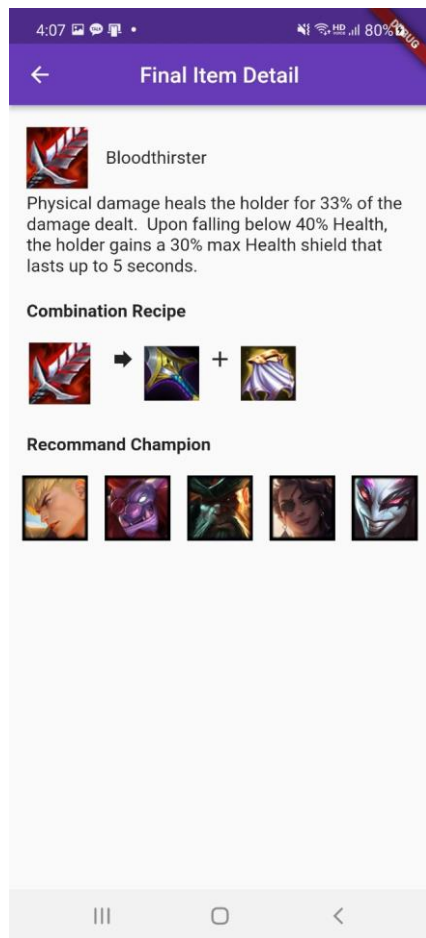 4:07 HD 80%
DEBUG
Final Item Detail
Bloodthirster
Physical damage heals the holder for 33% of the
damage dealt.  Upon falling below 40% Health,
the holder gains a 30% max Health shield that
lasts up to 5 seconds.
Combination Recipe
+
Recommand Champion